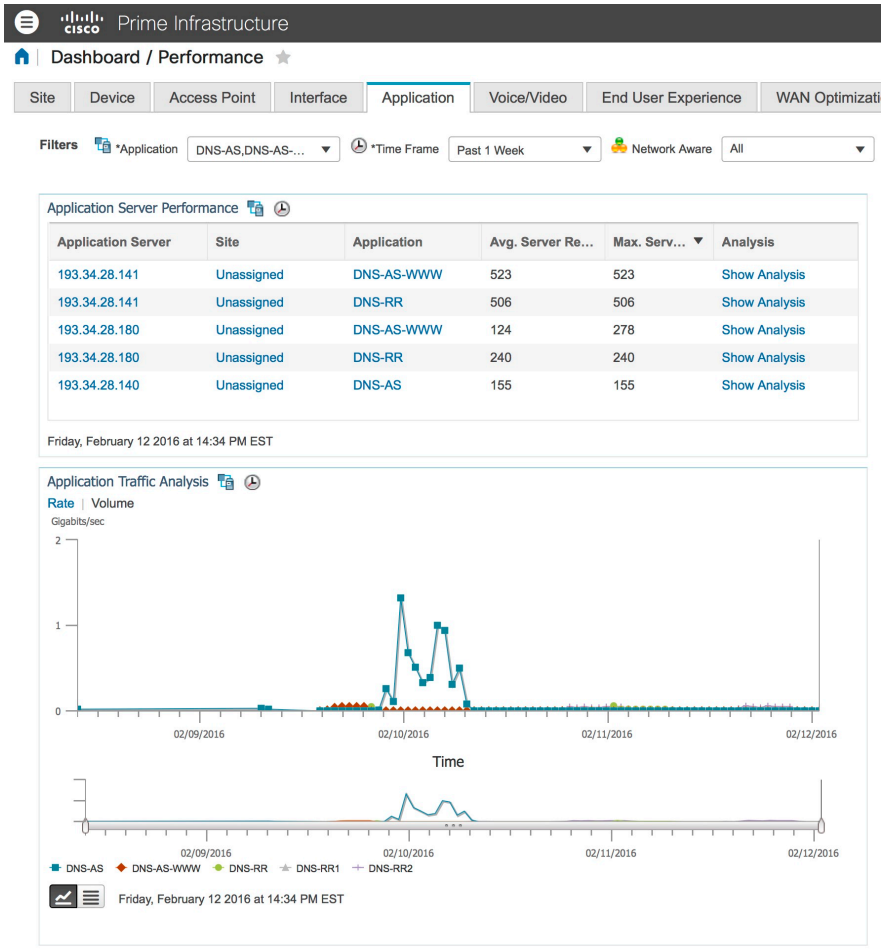 cisco Prime Infrastructure
Dashboard / Performance
Site Device Access Point Interface Application Voice/Video End User Experience WAN Optimizati
Filters *Application DNS-AS,DNS-AS-... *Time Frame Past 1 Week Network Aware All
Application Server Performance
Application Server Site Application Avg. Server Re... Max. Serv... Analysis
193.34.28.141 Unassigned DNS-AS-WWW 523 523 Show Analysis
193.34.28.141 Unassigned DNS-RR 506 506 Show Analysis
193.34.28.180 Unassigned DNS-AS-WWW 124 278 Show Analysis
193.34.28.180 Unassigned DNS-RR 240 240 Show Analysis
193.34.28.140 Unassigned DNS-AS 155 155 Show Analysis
Friday, February 12 2016 at 14:34 PM EST
Application Traffic Analysis
Rate | Volume
Gigabits/sec
2
1
0
02/09/2016 02/10/2016 02/11/2016 02/12/2016
Time
02/09/2016 02/10/2016 02/11/2016 02/12/2016
DNS-AS DNS-AS-WWW DNS-RR DNS-RR1 DNS-RR2
Friday, February 12 2016 at 14:34 PM EST